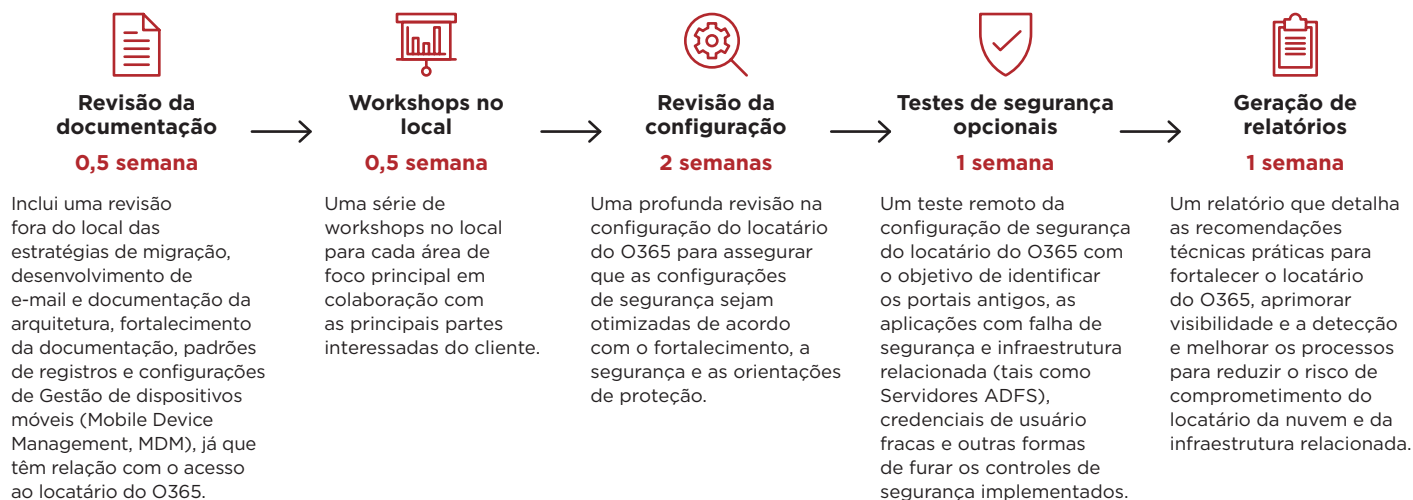 Revisão da
documentação
0,5 semana
Inclui uma revisão
fora do local das
estratégias de migração,
desenvolvimento de
e-mail e documentação da
arquitetura, fortalecimento
da documentação, padrões
de registros e configurações
de Gestão de dispositivos
móveis (Mobile Device
Management, MDM), já que
têm relação com o acesso
ao locatário do O365.
Workshops no
local
0,5 semana
Uma série de
workshops no local
para cada área de
foco principal em
colaboração com
as principais partes
interessadas do cliente.
Revisão da
configuração
2 semanas
Uma profunda revisão na
configuração do locatário
do O365 para assegurar
que as configurações
de segurança sejam
otimizadas de acordo
com o fortalecimento, a
segurança e as orientações
de proteção.
Testes de segurança
opcionais
1 semana
Um teste remoto da
configuração de segurança
do locatário do O365 com
o objetivo de identificar
os portais antigos, as
aplicações com falha de
segurança e infraestrutura
relacionada (tais como
Servidores ADFS),
credenciais de usuário
fracas e outras formas
de furar os controles de
segurança implementados.
Geração de
relatórios
1 semana
Um relatório que detalha
as recomendações
técnicas práticas para
fortalecer o locatário
do O365, aprimorar
visibilidade e a detecção
e melhorar os processos
para reduzir o risco de
comprometimento do
locatário da nuvem e da
infraestrutura relacionada.